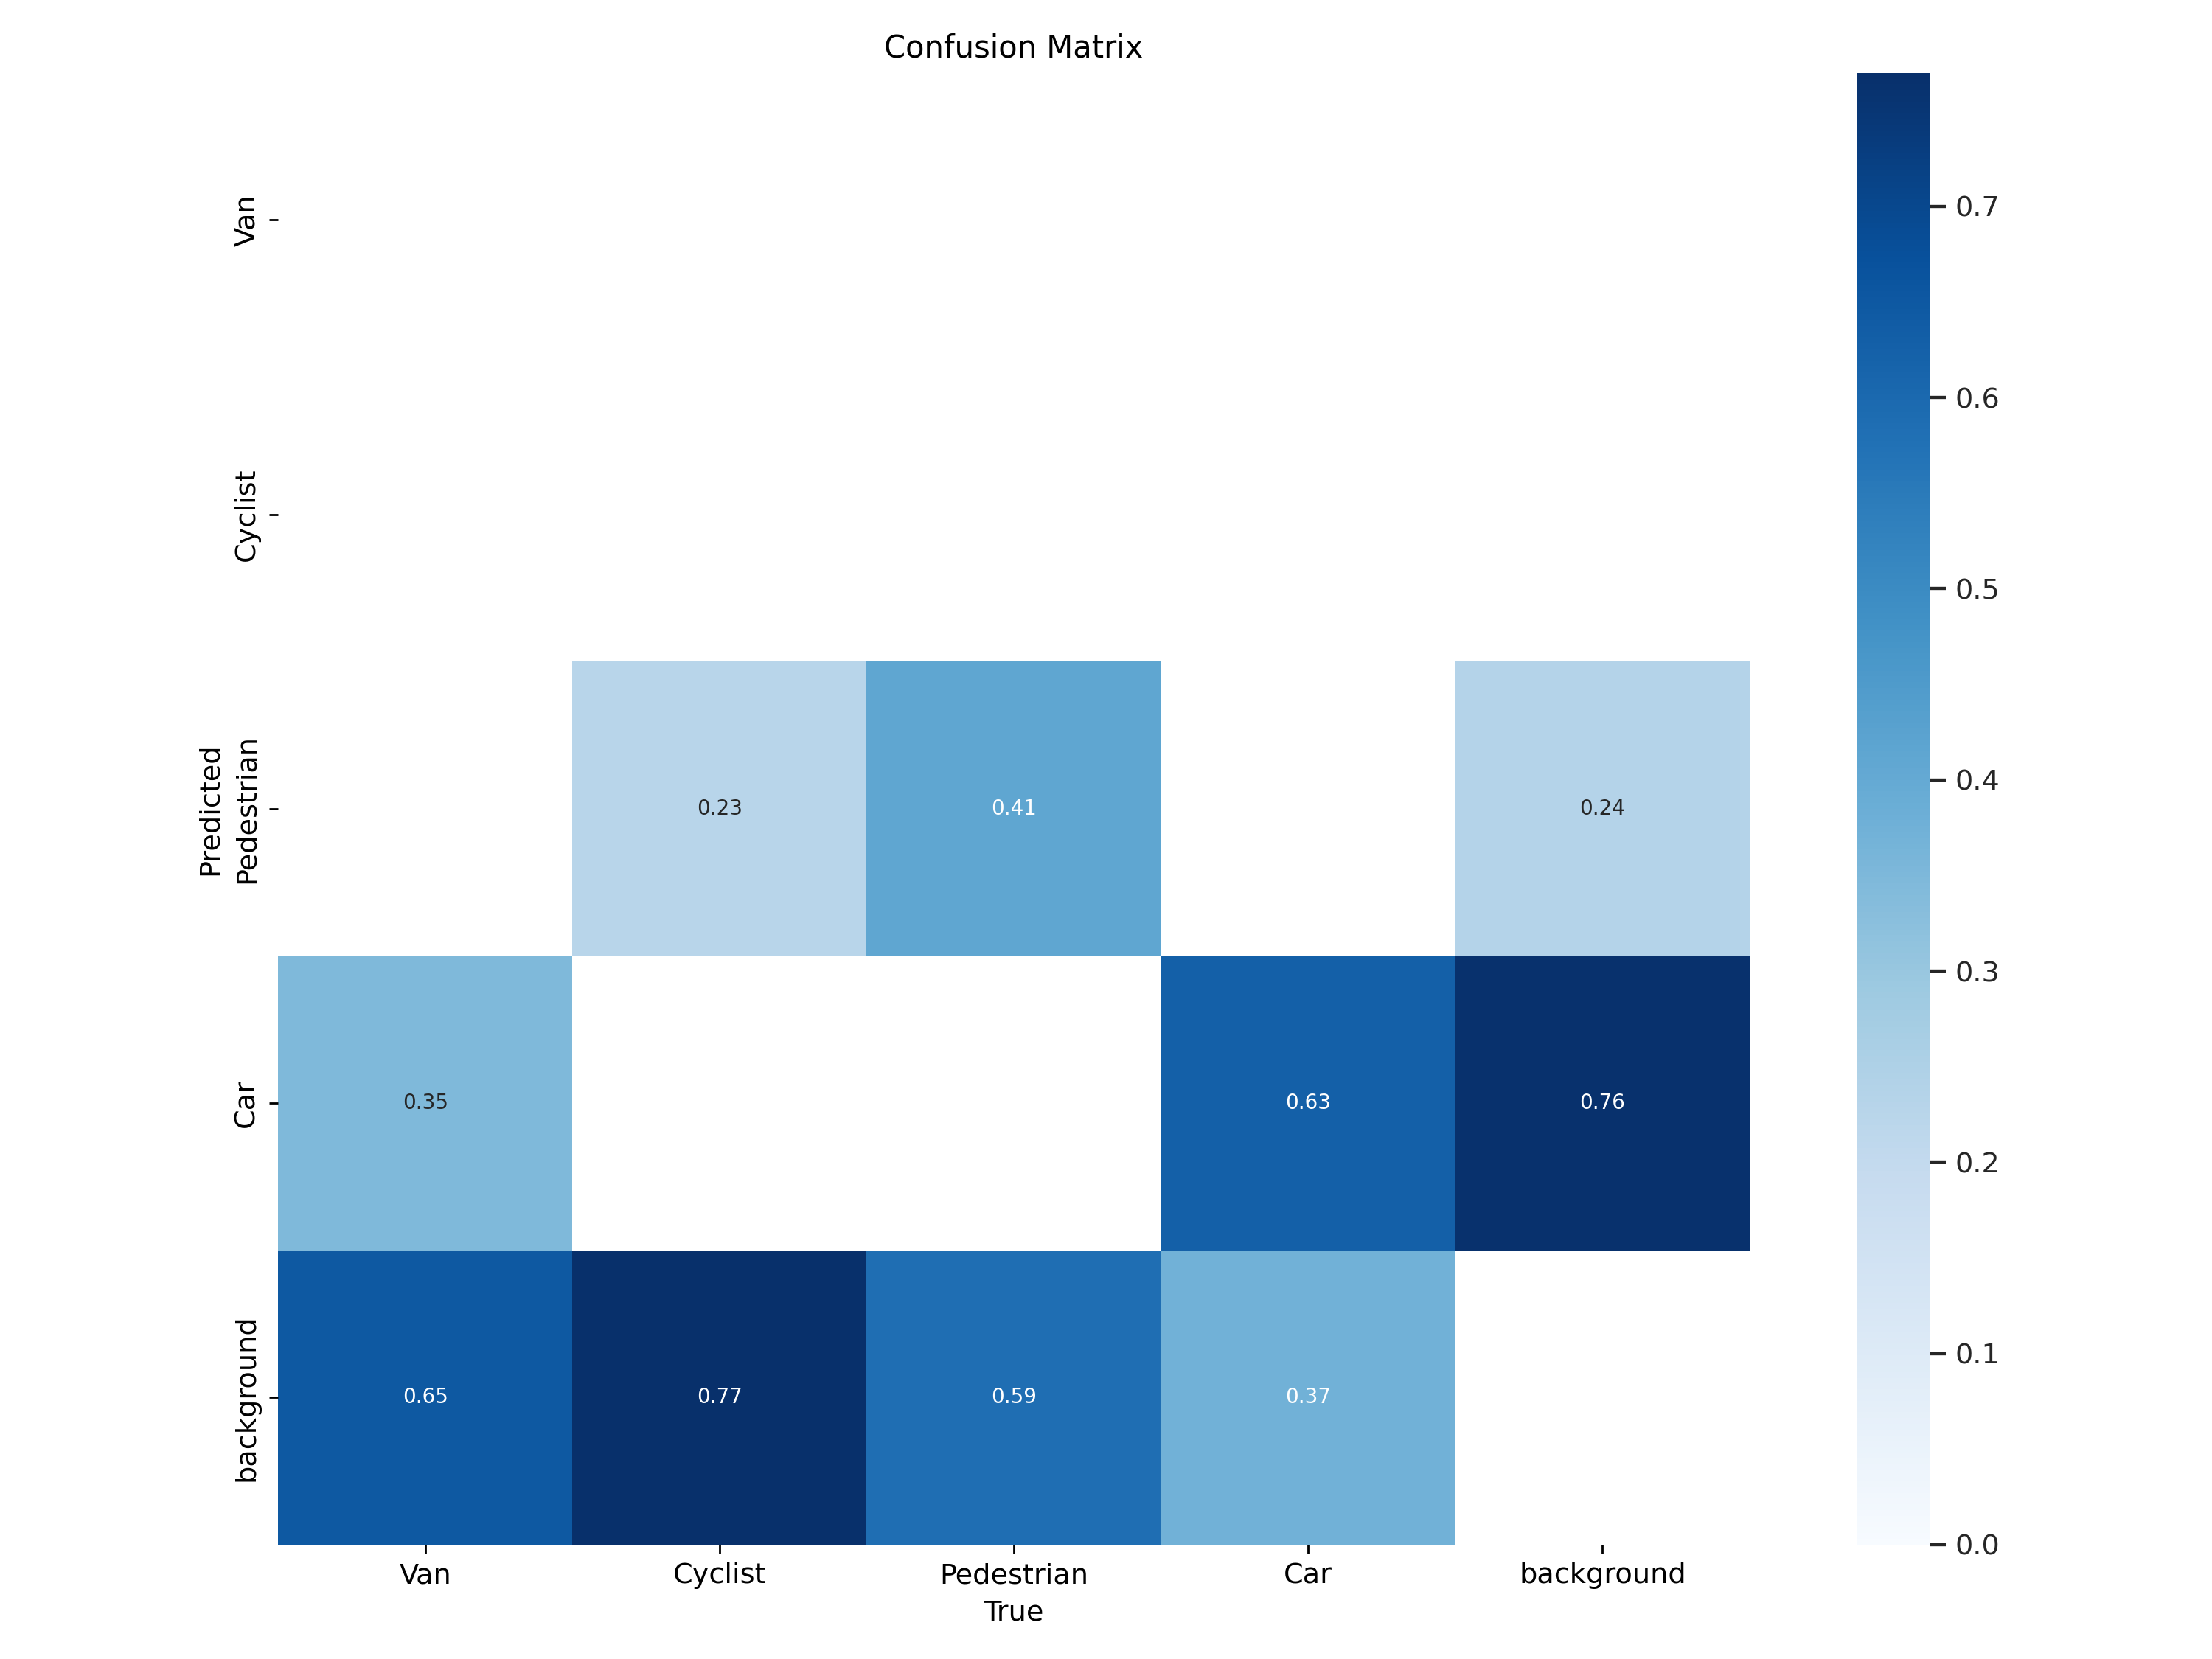 Confusion Matrix
Van
Cyclist
Predicted
Pedestrian
Car
background
0.23 0.41 0.24
0.35 0.63 0.76
0.65 0.77 0.59 0.37
Van Cyclist Pedestrian Car background
True
0.7
0.6
0.5
0.4
0.3
0.2
0.1
0.0